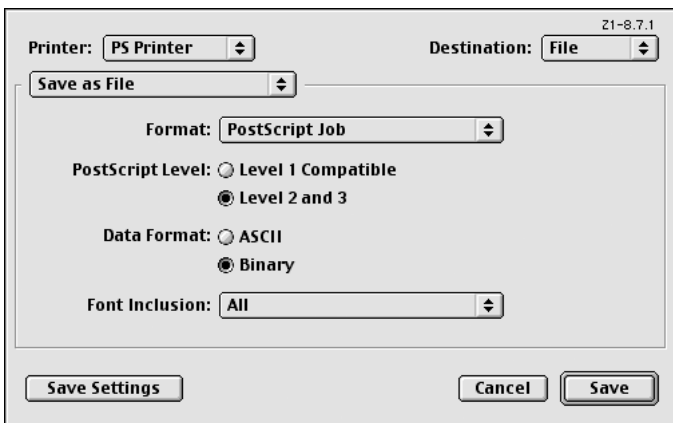 Z1-8.7.1
Printer: PS Printer Destination: File
Save as File
Format: PostScript Job
PostScript Level: Level 1 Compatible
Level 2 and 3
Data Format: ASCII
Binary
Font Inclusion: All
Save Settings Cancel Save